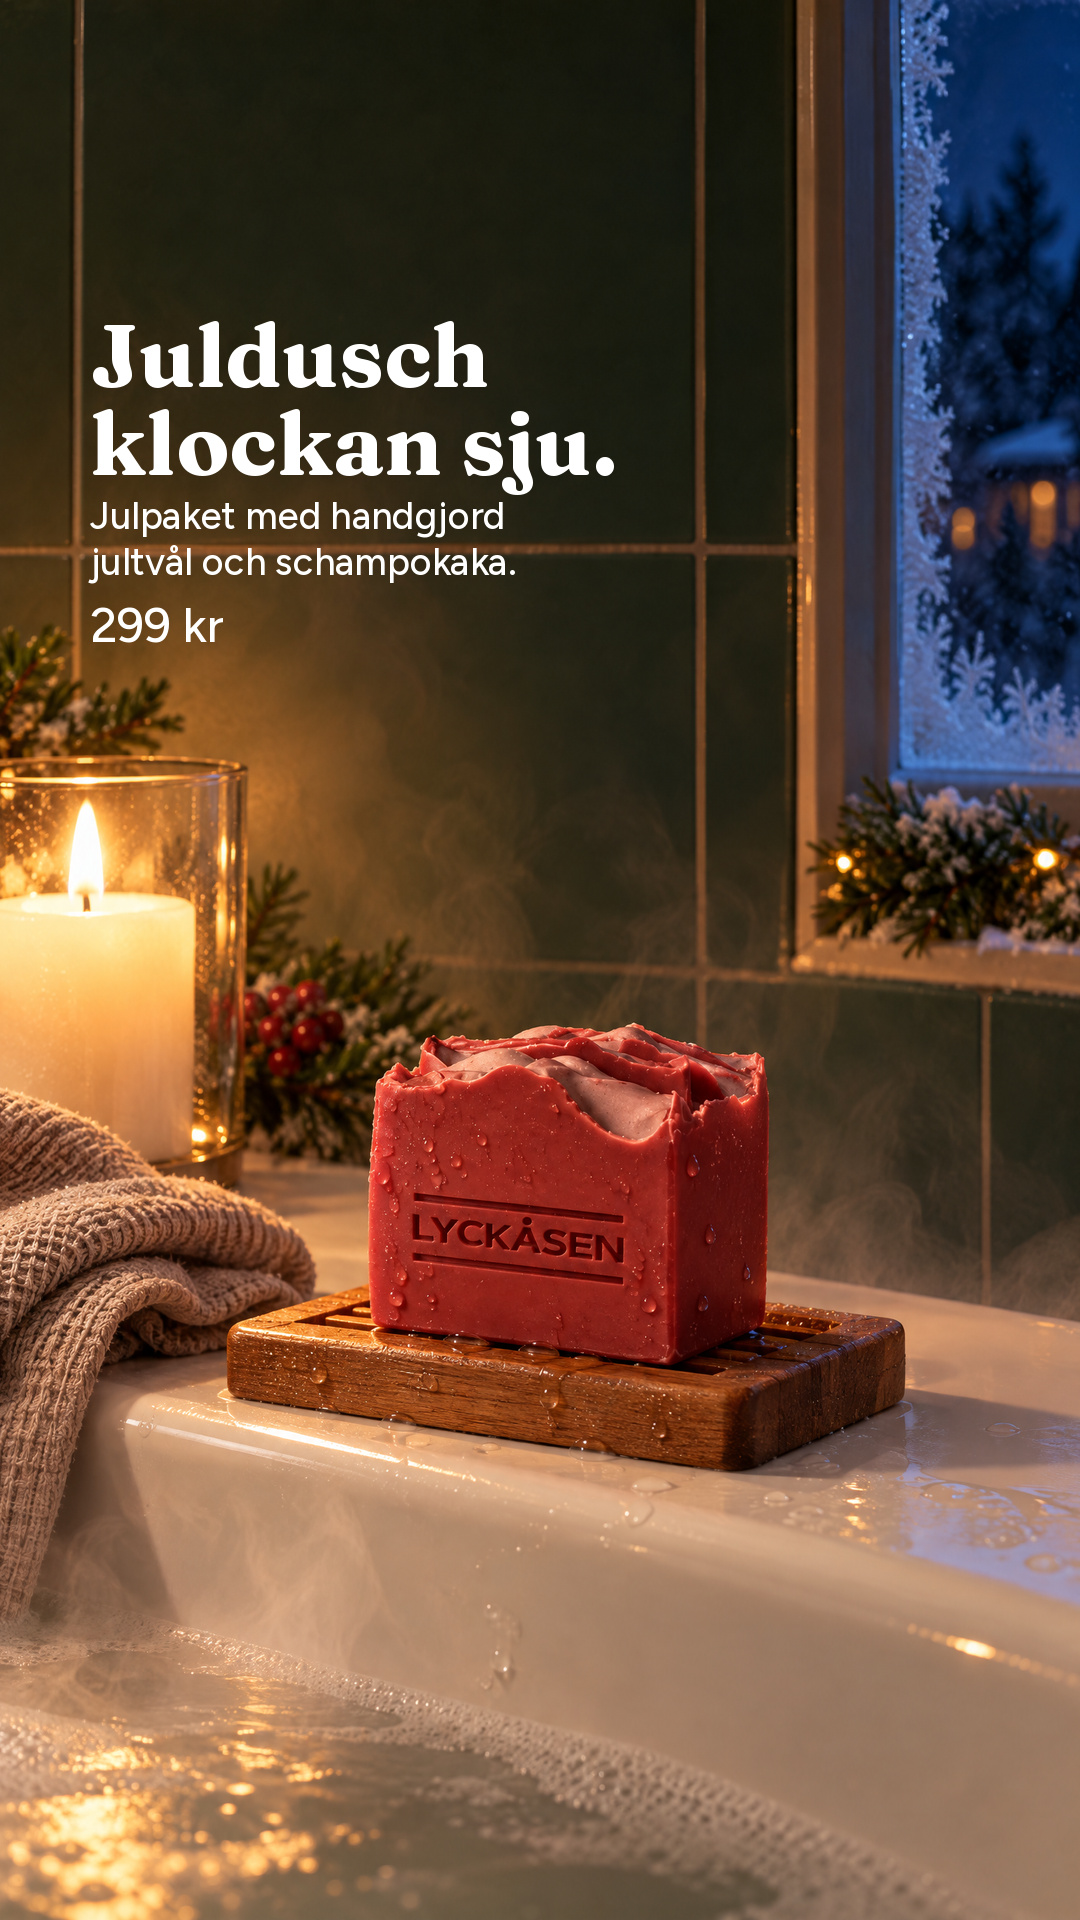 Juldusch
klockan sju.
Julpaket med handgjord
jultvål och schampokaka.
299 kr
LYCKÅSEN